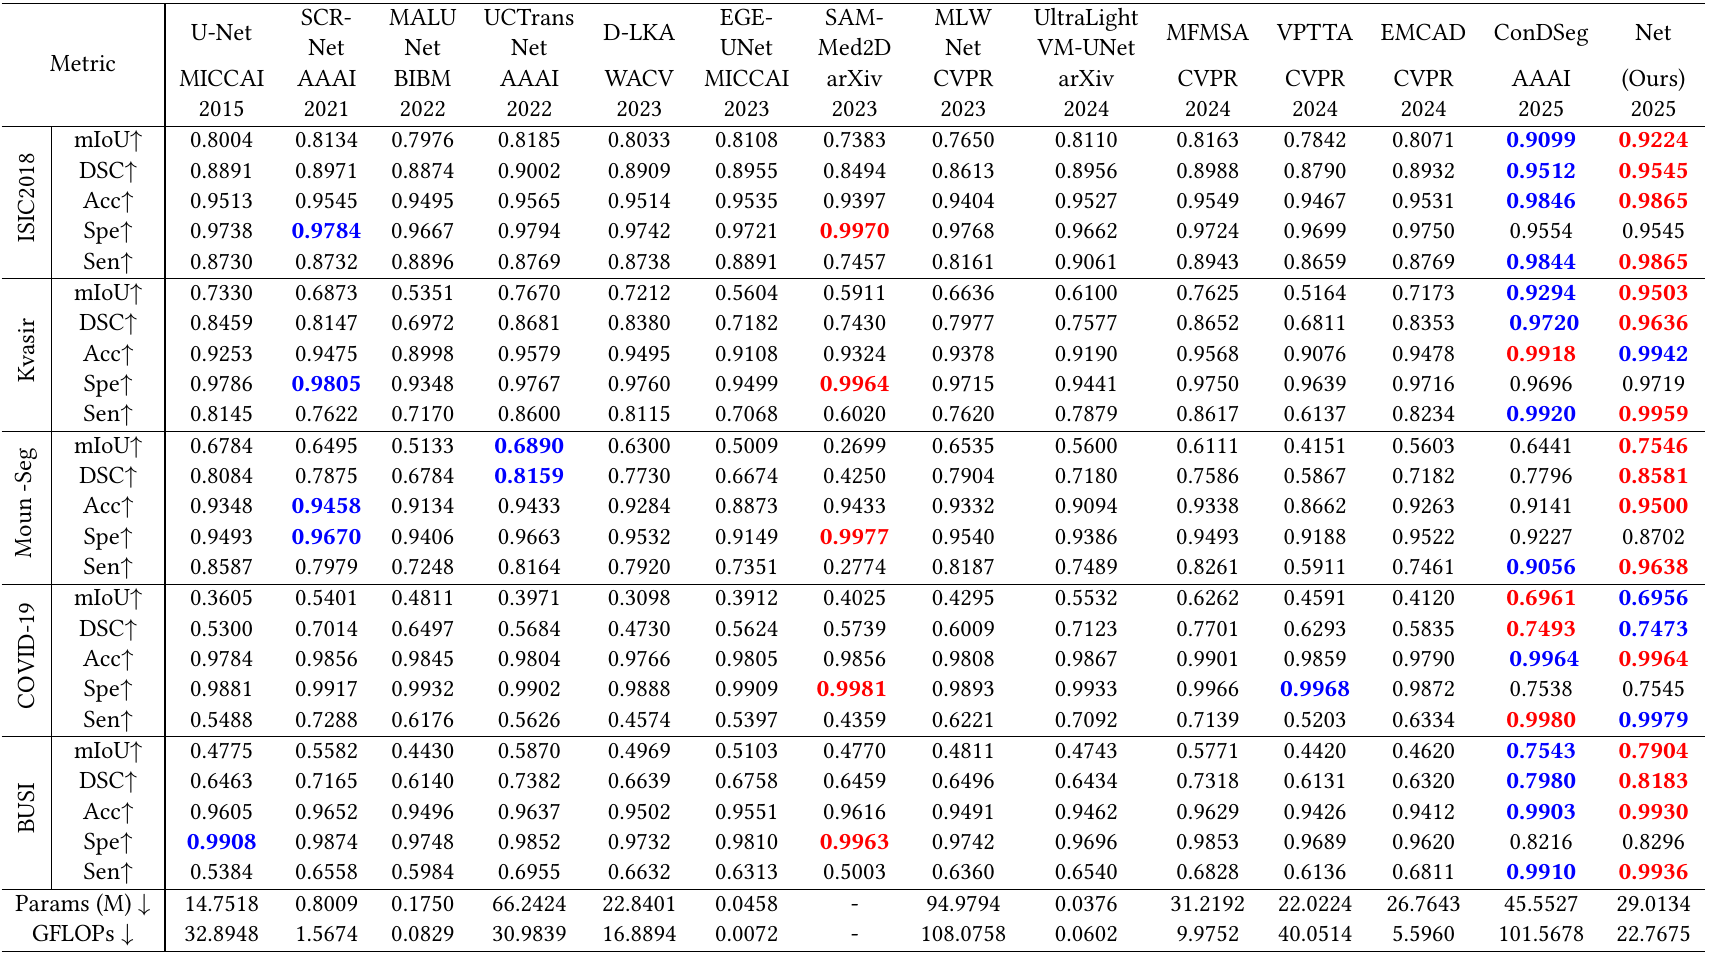 Metric U-Net SCR- MALU UCTrans D-LKA EGE- SAM- MLW UltraLight MFMSA VPTTA EMCAD ConDSeg Net
Net Net Net UNet Med2D Net VM-UNet
MICCAI AAAI BIBM AAAI WACV MICCAI arXiv CVPR arXiv CVPR CVPR CVPR AAAI (Ours)
2015 2021 2022 2022 2023 2023 2023 2023 2024 2024 2024 2024 2025 2025
ISIC2018
mIoU↑ 0.8004 0.8134 0.7976 0.8185 0.8033 0.8108 0.7383 0.7650 0.8110 0.8163 0.7842 0.8071 0.9099 0.9224
DSC↑ 0.8891 0.8971 0.8874 0.9002 0.8909 0.8955 0.8494 0.8613 0.8956 0.8988 0.8790 0.8932 0.9512 0.9545
Acc↑ 0.9513 0.9545 0.9495 0.9565 0.9514 0.9535 0.9397 0.9404 0.9527 0.9549 0.9467 0.9531 0.9846 0.9865
Spe↑ 0.9738 0.9784 0.9667 0.9794 0.9742 0.9721 0.9970 0.9768 0.9662 0.9724 0.9699 0.9750 0.9554 0.9545
Sen↑ 0.8730 0.8732 0.8896 0.8769 0.8738 0.8891 0.7457 0.8161 0.9061 0.8943 0.8659 0.8769 0.9844 0.9865
Kvasir
mIoU↑ 0.7330 0.6873 0.5351 0.7670 0.7212 0.5604 0.5911 0.6636 0.6100 0.7625 0.5164 0.7173 0.9294 0.9503
DSC↑ 0.8459 0.8147 0.6972 0.8681 0.8380 0.7182 0.7430 0.7977 0.7577 0.8652 0.6811 0.8353 0.9720 0.9636
Acc↑ 0.9253 0.9475 0.8998 0.9579 0.9495 0.9108 0.9324 0.9378 0.9190 0.9568 0.9076 0.9478 0.9918 0.9942
Spe↑ 0.9786 0.9805 0.9348 0.9767 0.9760 0.9499 0.9964 0.9715 0.9441 0.9750 0.9639 0.9716 0.9696 0.9719
Sen↑ 0.8145 0.7622 0.7170 0.8600 0.8115 0.7068 0.6020 0.7620 0.7879 0.8617 0.6137 0.8234 0.9920 0.9959
Moun -Seg
mIoU↑ 0.6784 0.6495 0.5133 0.6890 0.6300 0.5009 0.2699 0.6535 0.5600 0.6111 0.4151 0.5603 0.6441 0.7546
DSC↑ 0.8084 0.7875 0.6784 0.8159 0.7730 0.6674 0.4250 0.7904 0.7180 0.7586 0.5867 0.7182 0.7796 0.8581
Acc↑ 0.9348 0.9458 0.9134 0.9433 0.9284 0.8873 0.9433 0.9332 0.9094 0.9338 0.8662 0.9263 0.9141 0.9500
Spe↑ 0.9493 0.9670 0.9406 0.9663 0.9532 0.9149 0.9977 0.9540 0.9386 0.9493 0.9188 0.9522 0.9227 0.8702
Sen↑ 0.8587 0.7979 0.7248 0.8164 0.7920 0.7351 0.2774 0.8187 0.7489 0.8261 0.5911 0.7461 0.9056 0.9638
COVID-19
mIoU↑ 0.3605 0.5401 0.4811 0.3971 0.3098 0.3912 0.4025 0.4295 0.5532 0.6262 0.4591 0.4120 0.6961 0.6956
DSC↑ 0.5300 0.7014 0.6497 0.5684 0.4730 0.5624 0.5739 0.6009 0.7123 0.7701 0.6293 0.5835 0.7493 0.7473
Acc↑ 0.9784 0.9856 0.9845 0.9804 0.9766 0.9805 0.9856 0.9808 0.9867 0.9901 0.9859 0.9790 0.9964 0.9964
Spe↑ 0.9881 0.9917 0.9932 0.9902 0.9888 0.9909 0.9981 0.9893 0.9933 0.9966 0.9968 0.9872 0.7538 0.7545
Sen↑ 0.5488 0.7288 0.6176 0.5626 0.4574 0.5397 0.4359 0.6221 0.7092 0.7139 0.5203 0.6334 0.9980 0.9979
BUSI
mIoU↑ 0.4775 0.5582 0.4430 0.5870 0.4969 0.5103 0.4770 0.4811 0.4743 0.5771 0.4420 0.4620 0.7543 0.7904
DSC↑ 0.6463 0.7165 0.6140 0.7382 0.6639 0.6758 0.6459 0.6496 0.6434 0.7318 0.6131 0.6320 0.7980 0.8183
Acc↑ 0.9605 0.9652 0.9496 0.9637 0.9502 0.9551 0.9616 0.9491 0.9462 0.9629 0.9426 0.9412 0.9903 0.9930
Spe↑ 0.9908 0.9874 0.9748 0.9852 0.9732 0.9810 0.9963 0.9742 0.9696 0.9853 0.9689 0.9620 0.8216 0.8296
Sen↑ 0.5384 0.6558 0.5984 0.6955 0.6632 0.6313 0.5003 0.6360 0.6540 0.6828 0.6136 0.6811 0.9910 0.9936
Params (M)↓ 14.7518 0.8009 0.1750 66.2424 22.8401 0.0458 - 94.9794 0.0376 31.2192 22.0224 26.7643 45.5527 29.0134
GFLOPs↓ 32.8948 1.5674 0.0829 30.9839 16.8894 0.0072 - 108.0758 0.0602 9.9752 40.0514 5.5960 101.5678 22.7675